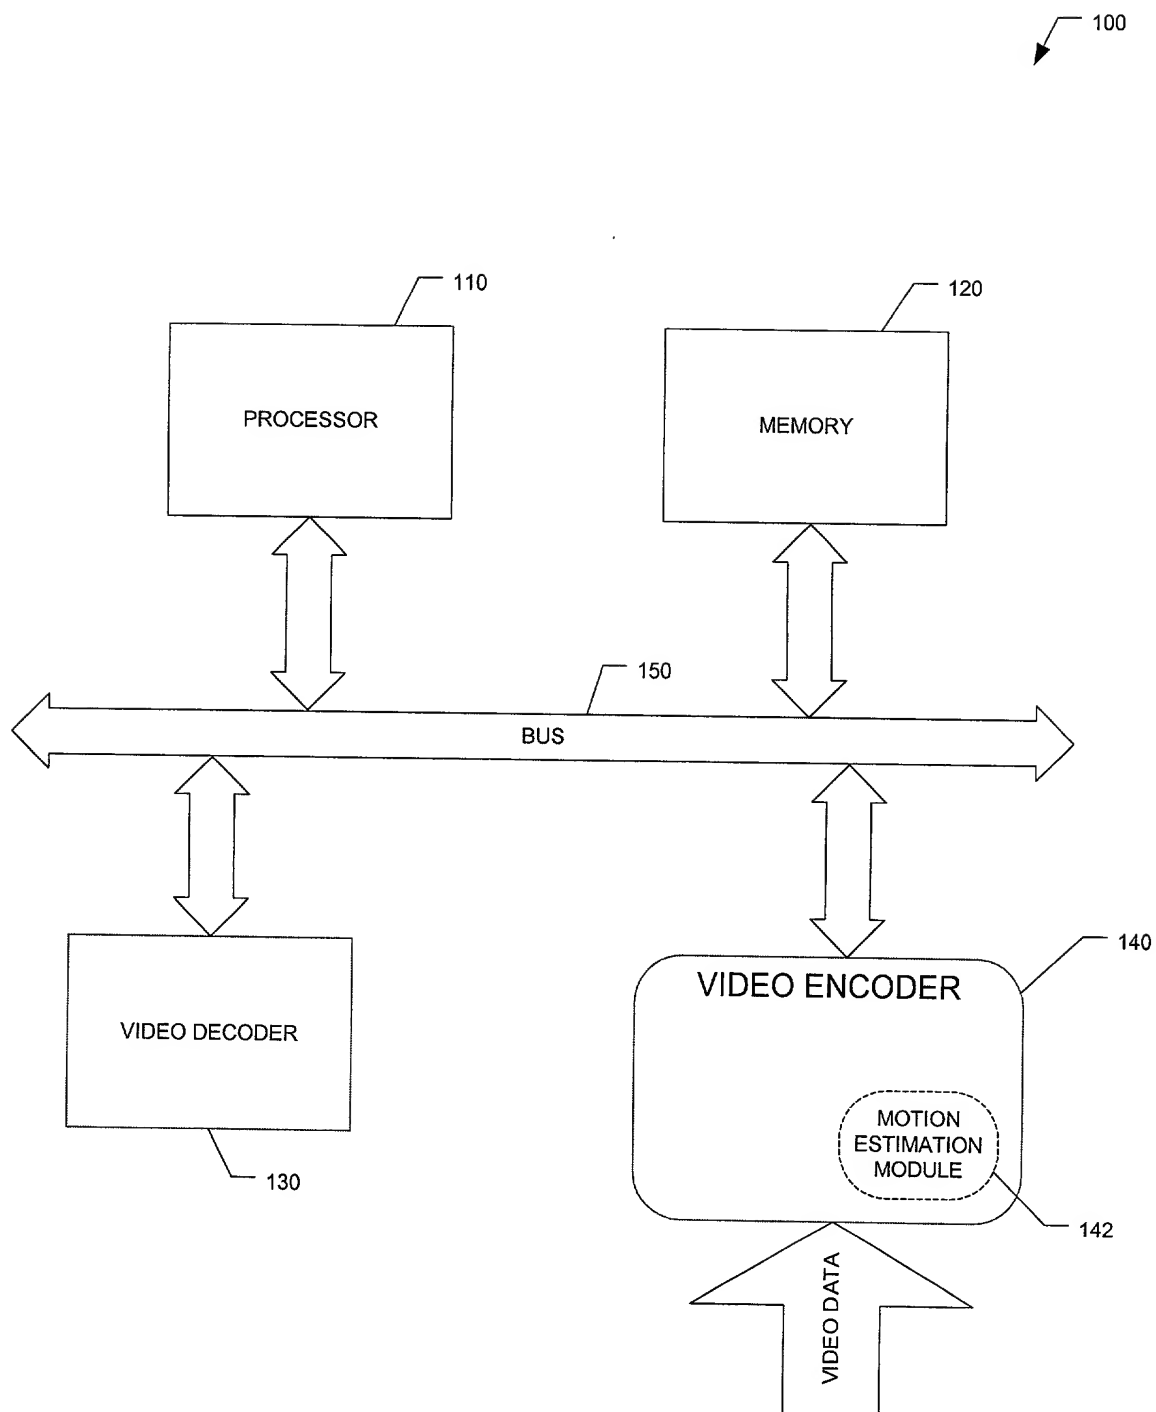 100
110
120
PROCESSOR
MEMORY
150
BUS
140
VIDEO ENCODER
VIDEO DECODER
MOTION
ESTIMATION
MODULE
130
142
VIDEO DATA